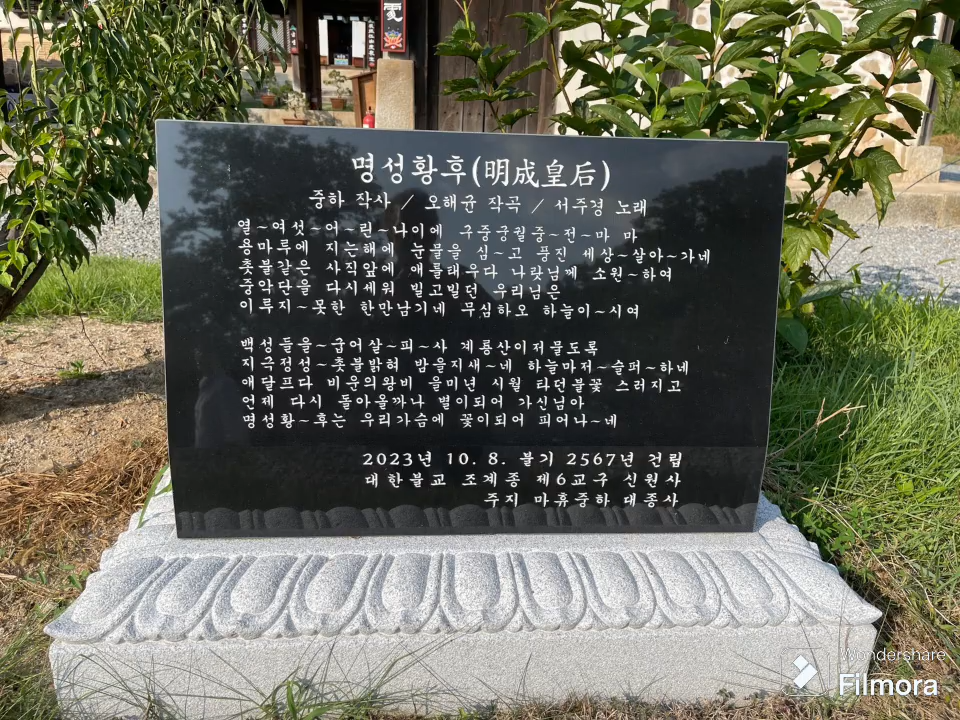 명성황후(明成皇后)
중하 작사 / 오해균 작곡 / 서주경 노래
열~여섯~어~린~나이에 구중궁궐중~전~마 마
용마루에 지는해에 눈물을 심~고 풍진 세상~살아~가네
촛불같은 사직앞에 애를태우다 나랏님께 소원~하여
중악단을 다시세워 빌고빌던 우리님은
이루지~못한 한만남기네 무심하오 하늘이~시여
백성들을~굽어살~피~사 계룡산이저물도록
지극정성~촛불밝혀 밤을지새~네 하늘마저~슬퍼~하네
애달프다 비운의왕비 을미년 시월 타던불꽃 스러지고
언제 다시 돌아올까나 별이되어 가신님아
명성황~후는 우리가슴에 꽃이되어 피어나~네
2023년 10. 8. 불기 2567년 건립
대한불교 조계종 제6교구 신원사
주지 마휴중하 대종사
Wondershare
Filmora